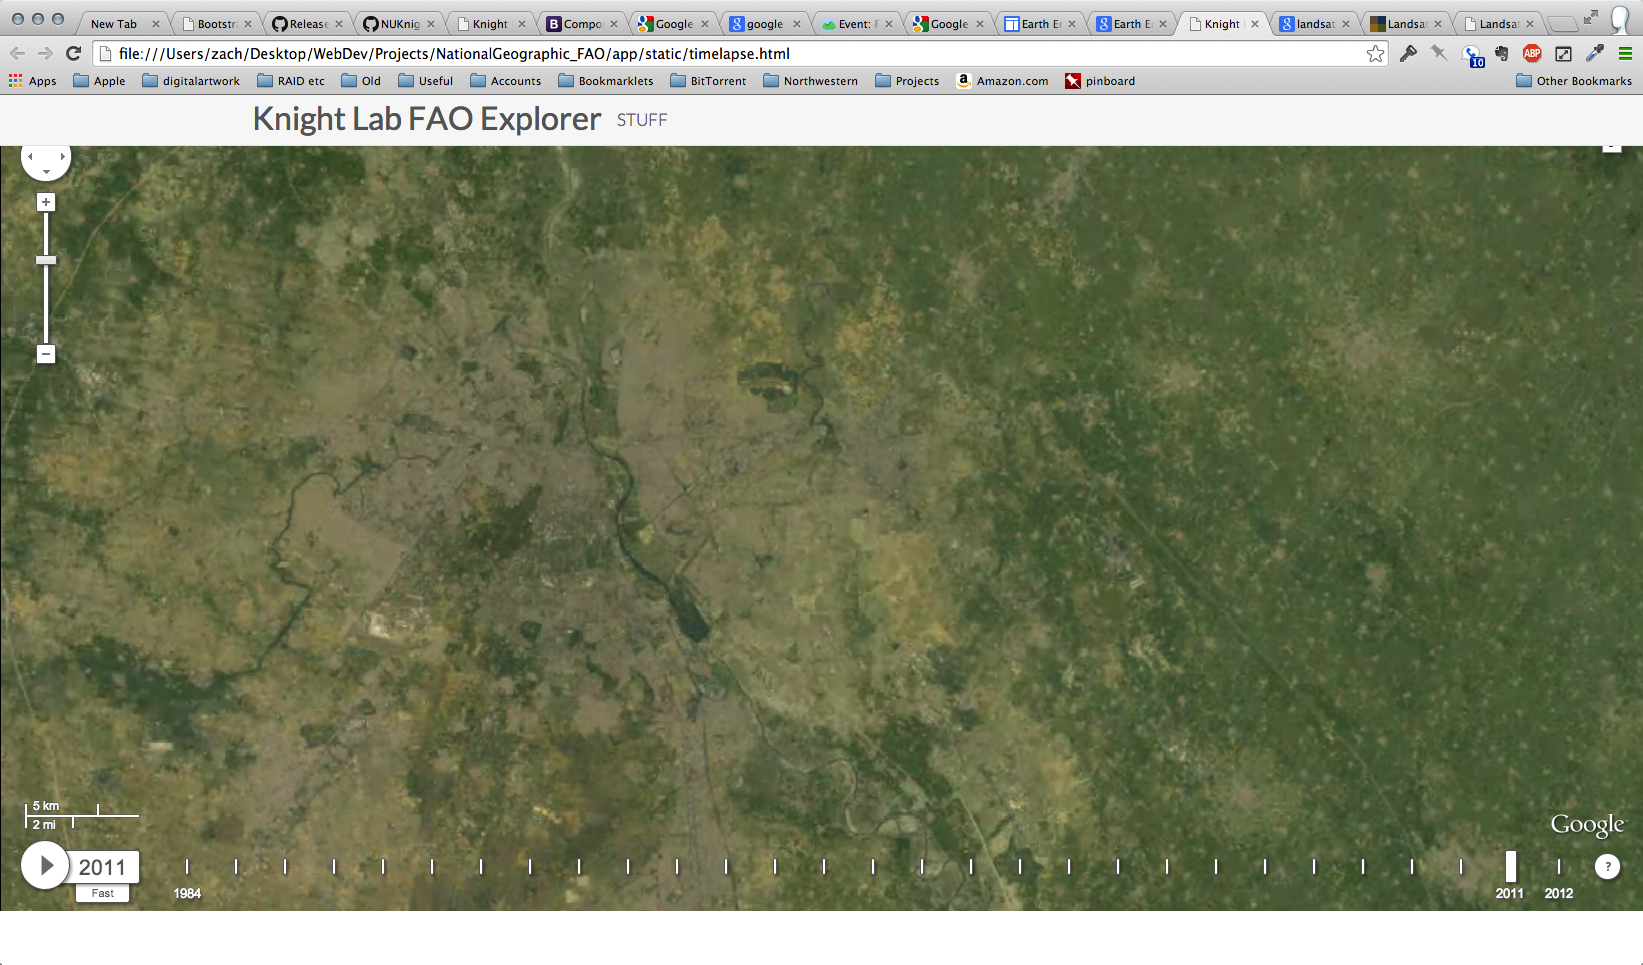 New Tab Bootstr Release NUKnig Knight Compo Google google Event: F Google Earth En Earth E Knight landsat Landsat Landsat
file:///Users/zach/Desktop/WebDev/Projects/NationalGeographic_FAO/app/static/timelapse.html ABP 10
Apps Apple digitalartwork RAID etc Old Useful Accounts Bookmarklets BitTorrent Northwestern Projects Amazon.com pinboard Other Bookmarks
Knight Lab FAO Explorer STUFF
5 km
2 mi
Google
2011 ?
Fast 1984 2011 2012